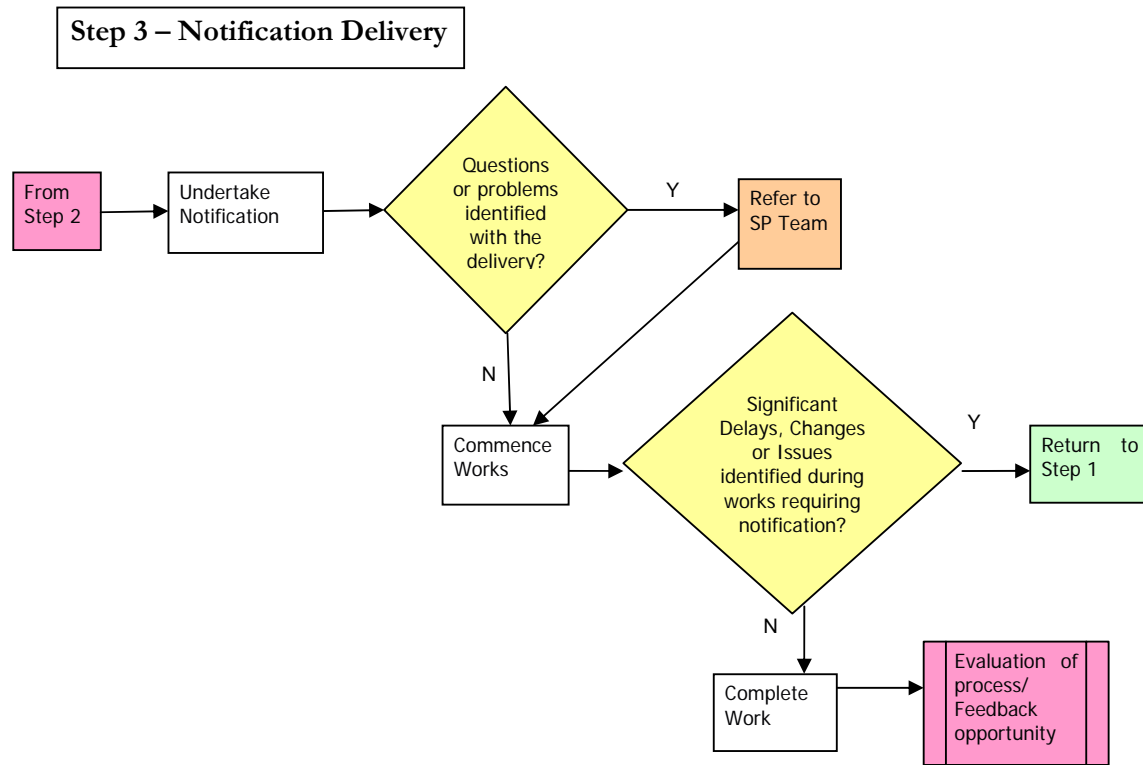 Step 3 – Notification Delivery
From
Step 2
Undertake
Notification
Questions
or problems
identified
with the
delivery?
Y
Refer to
SP Team
N
Commence
Works
Significant
Delays, Changes
or Issues
identified during
works requiring
notification?
Y
Return to
Step 1
N
Complete
Work
Evaluation of
process/
Feedback
opportunity